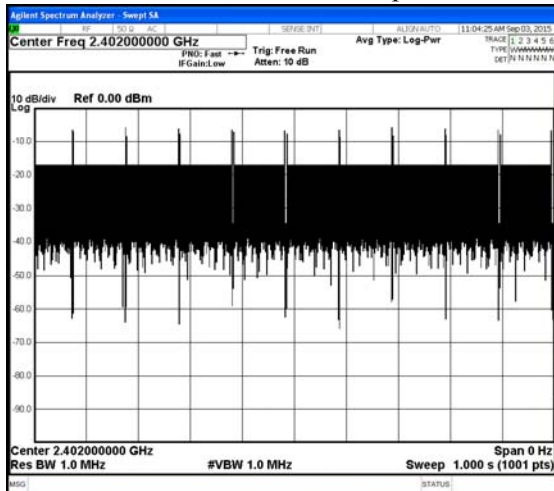 Agilent Spectrum Analyzer - Swept SA
RF 50 Ω AC SENSE:INT ALIGN AUTO 11:04:25 AM Sep 03, 2015
Center Freq 2.402000000 GHz
PNO: Fast
IFGain:Low
Trig: Free Run
Atten: 10 dB
Avg Type: Log-Pwr
TRACE 1 2 3 4 5 6
TYPE
DET N N N N N N
10 dB/div Ref 0.00 dBm
Log
-10.0
-20.0
-30.0
-40.0
-50.0
-60.0
-70.0
-80.0
-90.0
Center 2.402000000 GHz Span 0 Hz
Res BW 1.0 MHz #VBW 1.0 MHz Sweep 1.000 s (1001 pts)
MSG STATUS